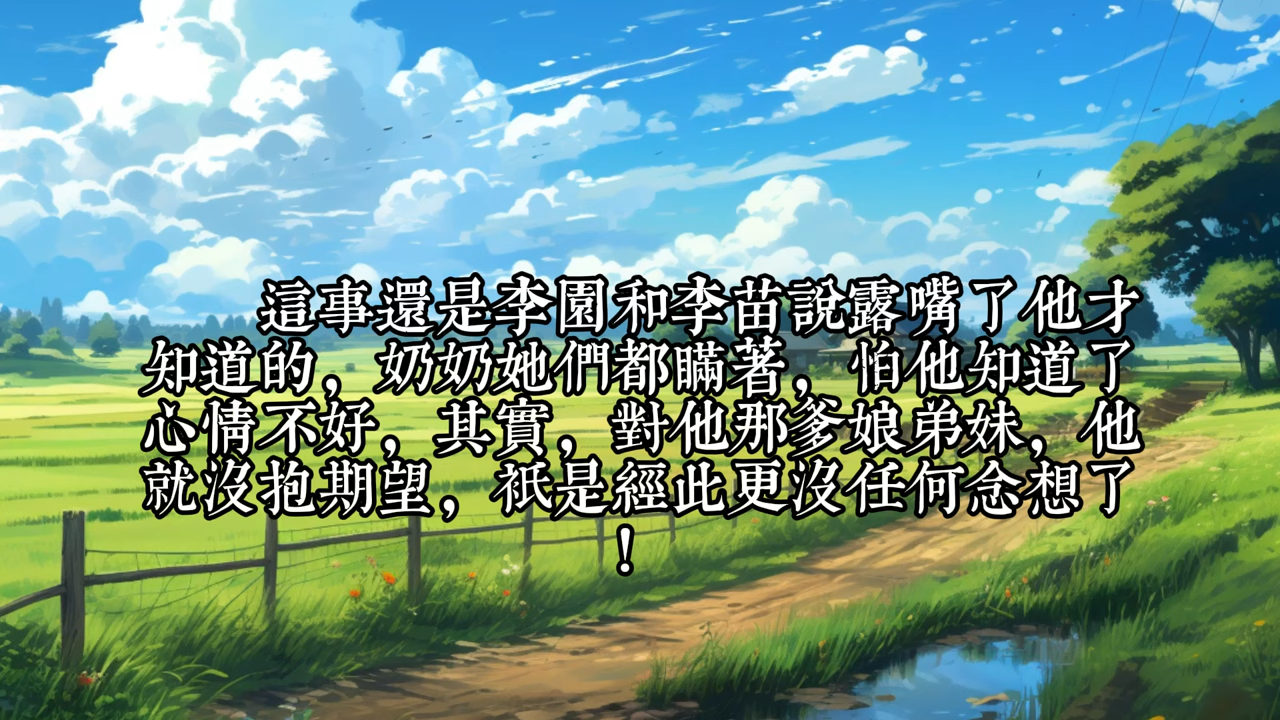 這事還是李園和李苗說露嘴了他才
知道的，奶奶她們都瞞著，怕他知道了
心情不好，其實，對他那爹娘弟妹，他
就沒抱期望，衹是經此更沒任何念想了
！